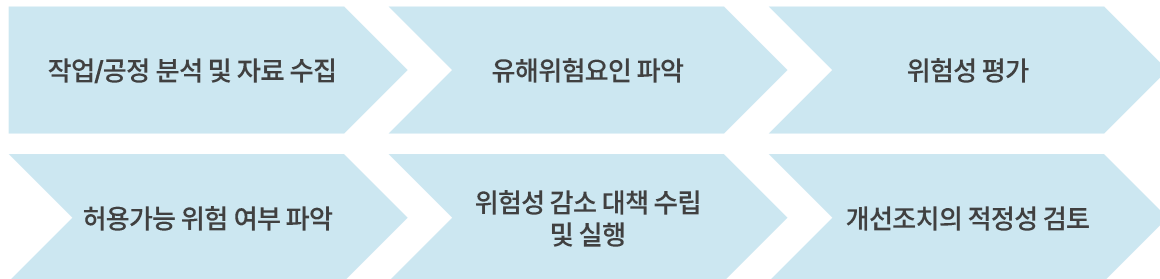 작업/공정 분석 및 자료 수집
유해위험요인 파악
위험성 평가
허용가능 위험 여부 파악
위험성 감소 대책 수립
및 실행
개선조치의 적정성 검토